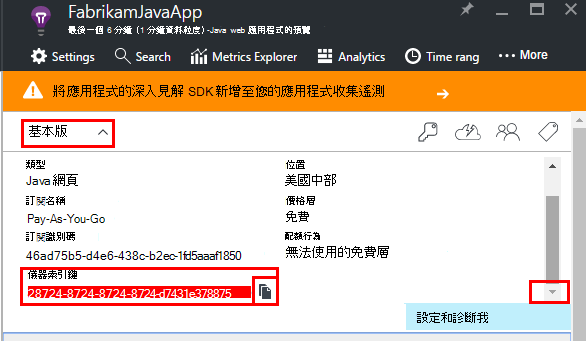 FabrikamJavaApp
最後一個 6 分鐘 (1 分鐘資料粒度) -Java web 應用程式的預覽
Settings Search Metrics Explorer Analytics Time rang ··· More
將應用程式的深入見解 SDK新增至您的應用程式收集遙測
基本版
類型 位置
Java 網頁 美國中部
訂閱名稱 價格層
Pay-As-You-Go 免費
訂閱識別碼 配額行為
46ad75b5-d4e6-438c-b2ec-1fd5aaaf1850 無法使用的免費層
儀器索引鍵
28724-8724-8724-8724-d7431e378875
設定和診斷我